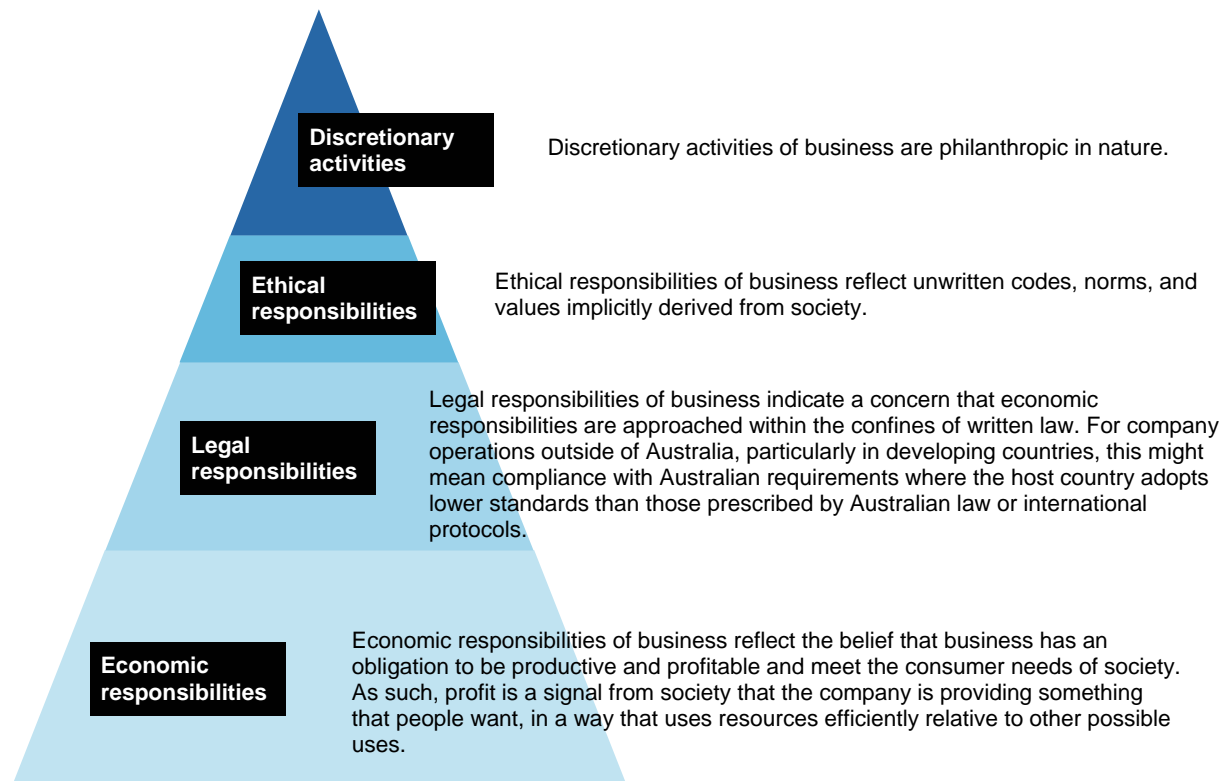 Discretionary
activities
Discretionary activities of business are philanthropic in nature.
Ethical
responsibilities
Ethical responsibilities of business reflect unwritten codes, norms, and
values implicitly derived from society.
Legal
responsibilities
Legal responsibilities of business indicate a concern that economic
responsibilities are approached within the confines of written law. For company
operations outside of Australia, particularly in developing countries, this might
mean compliance with Australian requirements where the host country adopts
lower standards than those prescribed by Australian law or international
protocols.
Economic
responsibilities
Economic responsibilities of business reflect the belief that business has an
obligation to be productive and profitable and meet the consumer needs of society.
As such, profit is a signal from society that the company is providing something
that people want, in a way that uses resources efficiently relative to other possible
uses.